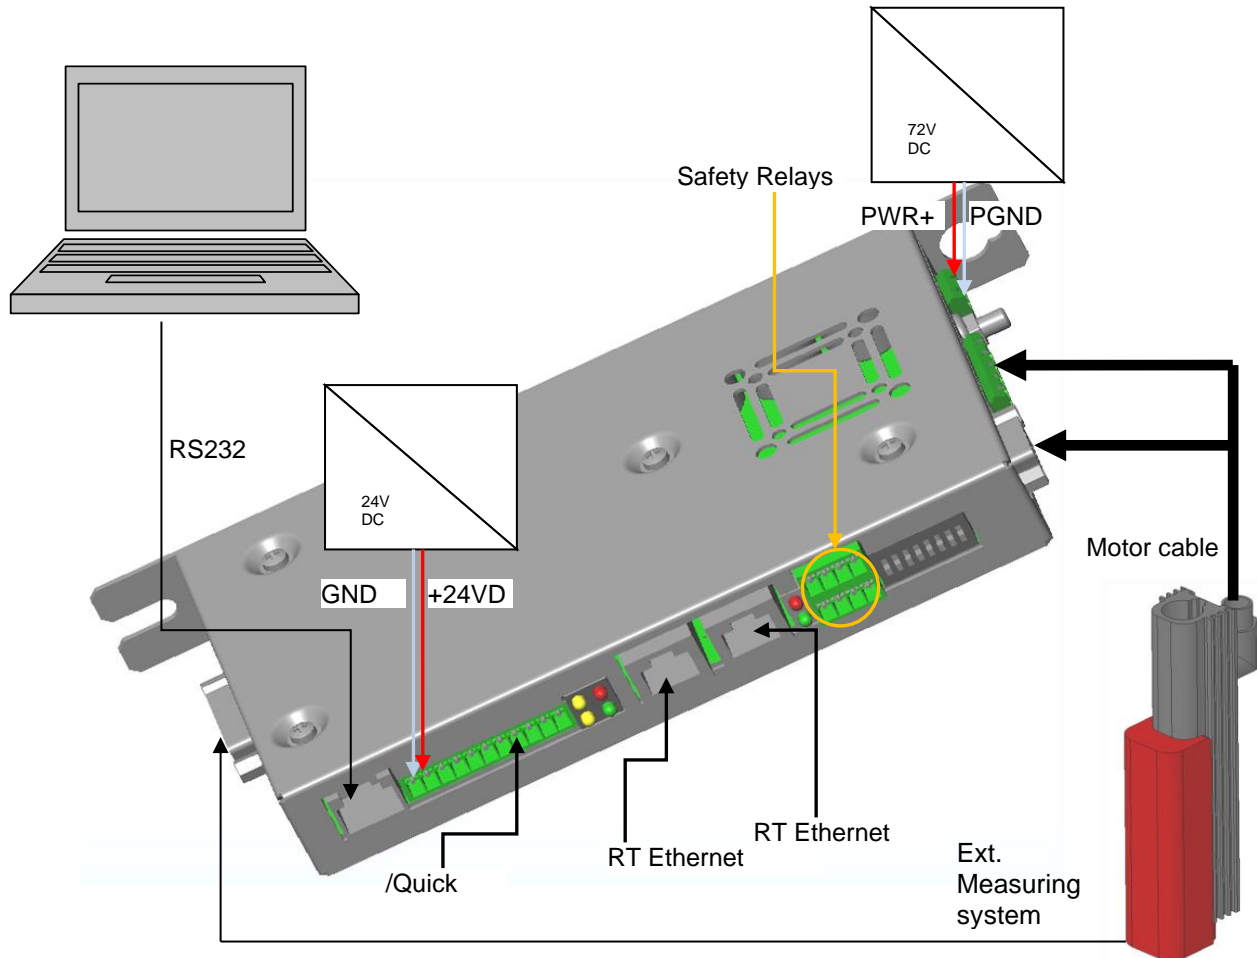 72V
DC
Safety Relays
PWR+
PGND
RS232
24V
DC
GND
+24VD
Motor cable
RT Ethernet
RT Ethernet
/Quick
Ext.
Measuring
system